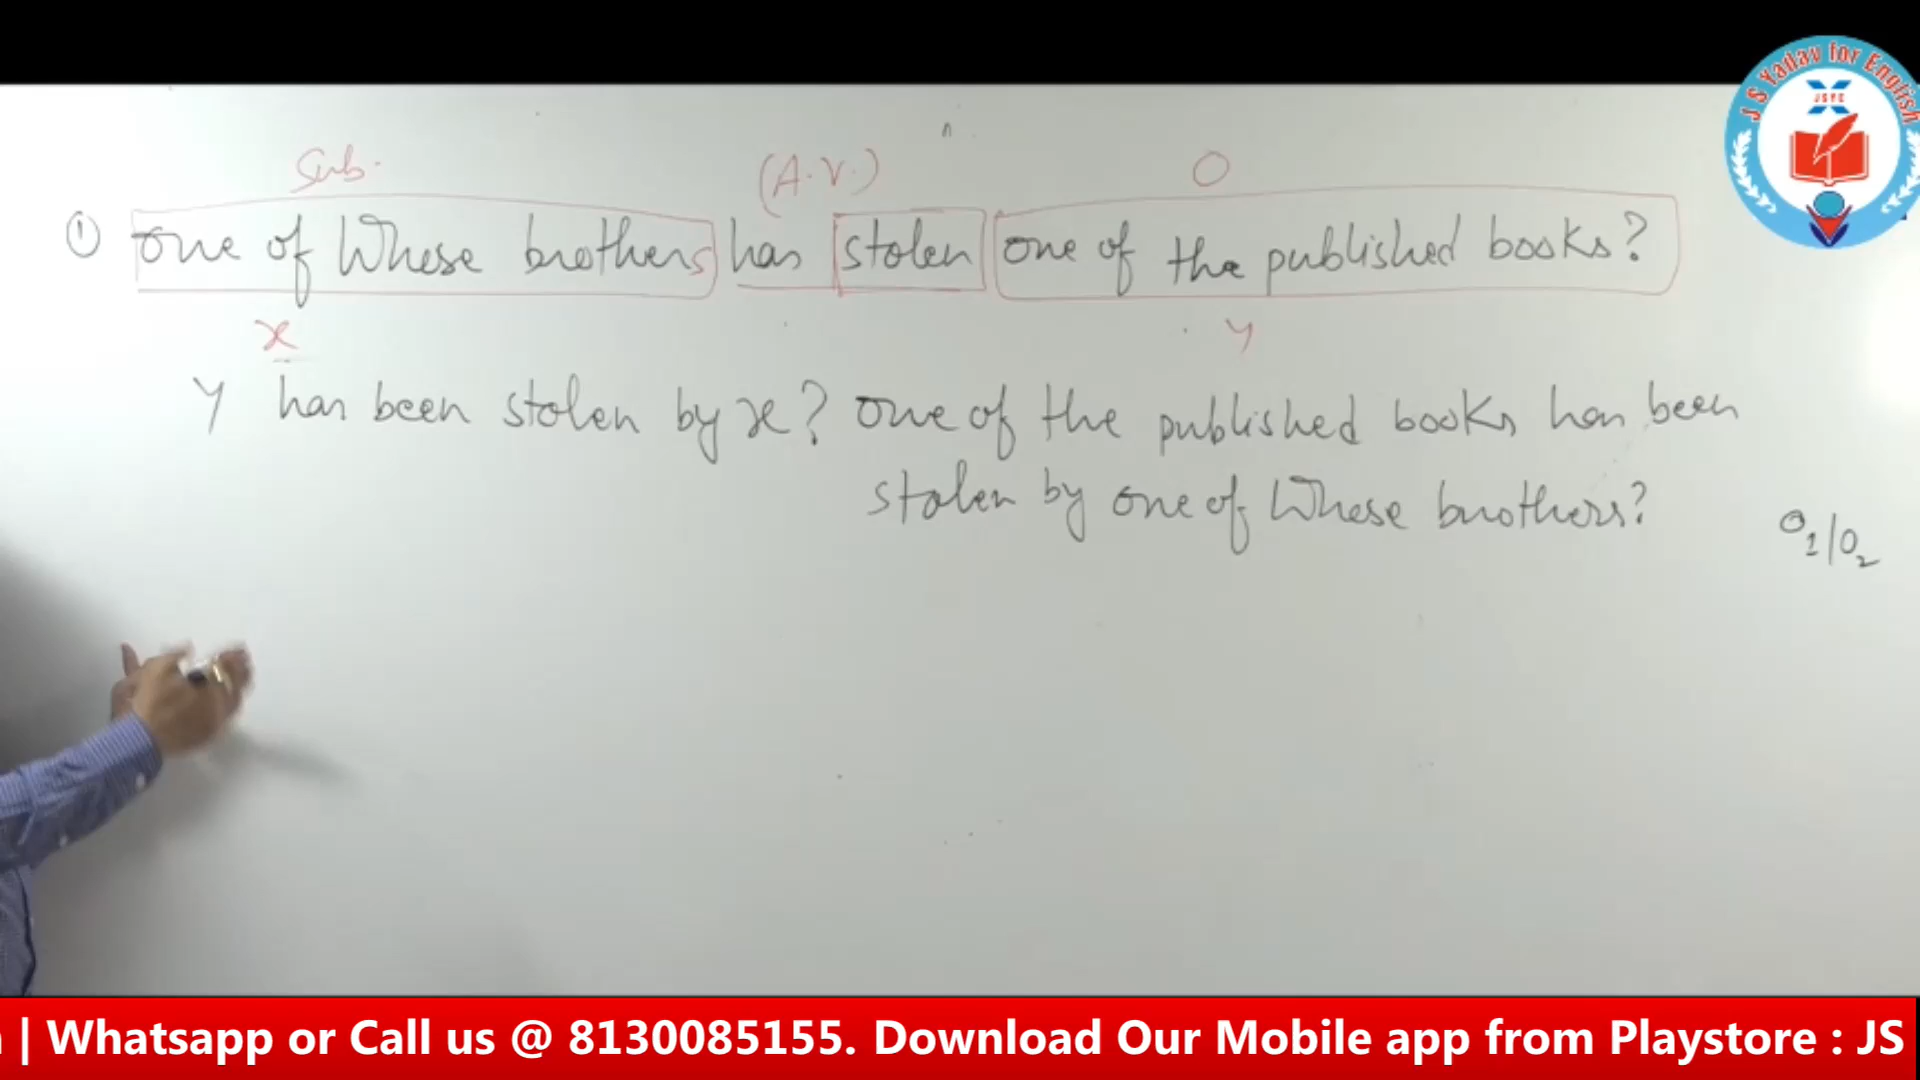 J S Yadav for English
JSYE
Sub.
(A.V.)
O
① one of Whose brothers has stolen one of the published books?
x
y
Y has been stolen by x? one of the published books has been
stolen by one of Whose brothers?
O1/O2
| Whatsapp or Call us @ 8130085155. Download Our Mobile app from Playstore : JS